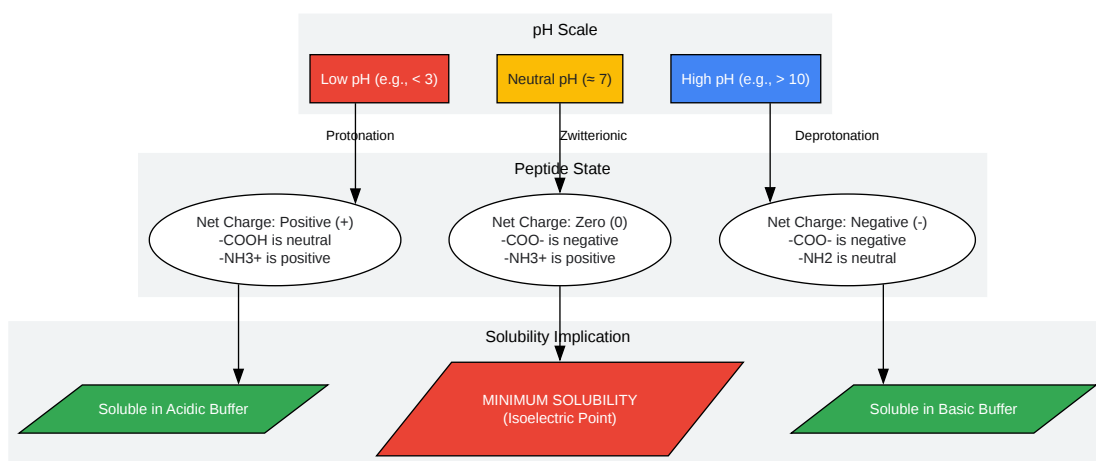 pH Scale
Low pH (e.g., < 3)
Neutral pH (≈ 7)
High pH (e.g., > 10)
Protonation
Zwitterionic
Deprotonation
Peptide State
Net Charge: Positive (+)
-COOH is neutral
-NH3+ is positive
Net Charge: Zero (0)
-COO- is negative
-NH3+ is positive
Net Charge: Negative (-)
-COO- is negative
-NH2 is neutral
Solubility Implication
Soluble in Acidic Buffer
MINIMUM SOLUBILITY
(Isoelectric Point)
Soluble in Basic Buffer